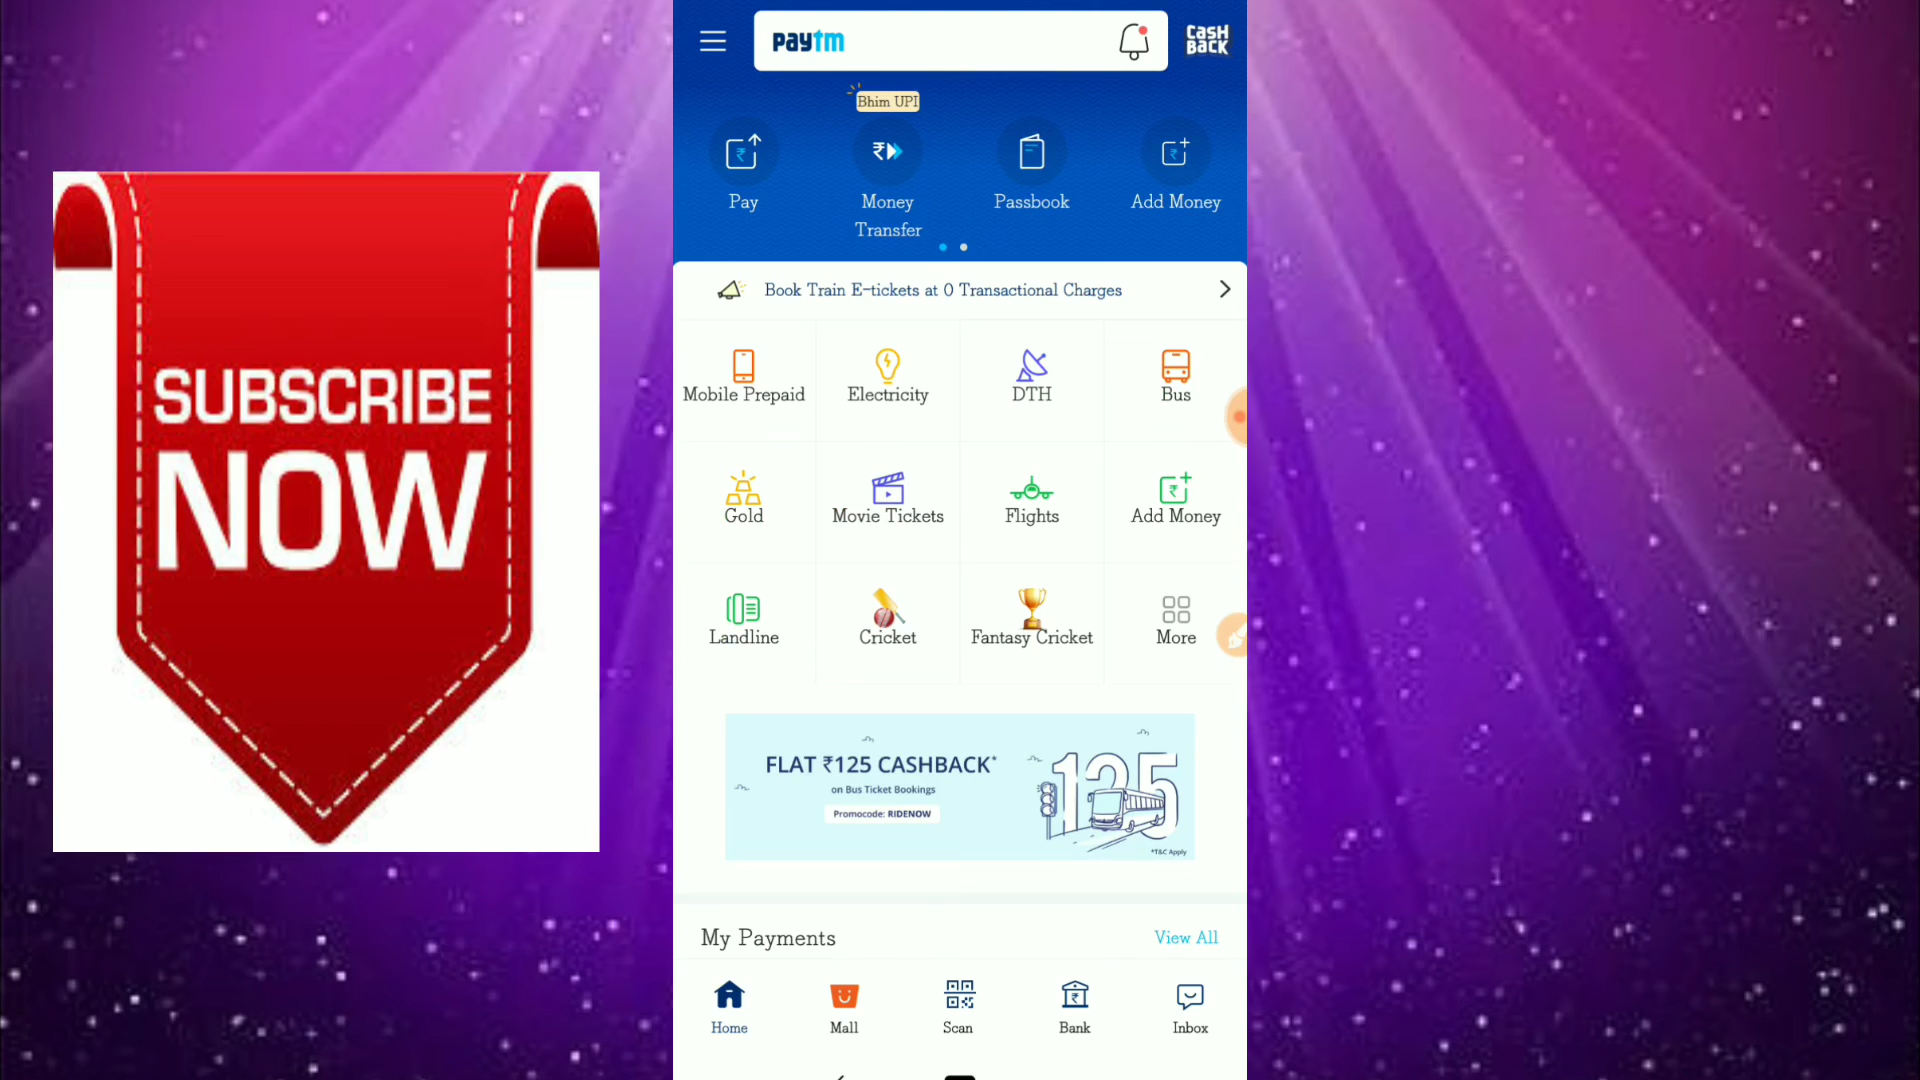 SUBSCRIBE
NOW
paytm
CASH
BACK
Bhim UPI
Pay
Money
Transfer
Passbook
Add Money
Book Train E-tickets at 0 Transactional Charges
Mobile Prepaid
Electricity
DTH
Bus
Gold
Movie Tickets
Flights
Add Money
Landline
Cricket
Fantasy Cricket
More
FLAT ₹125 CASHBACK*
on Bus Ticket Bookings
Promocode: RIDENOW
125
*T&C Apply
My Payments
View All
Home
Mall
Scan
Bank
Inbox